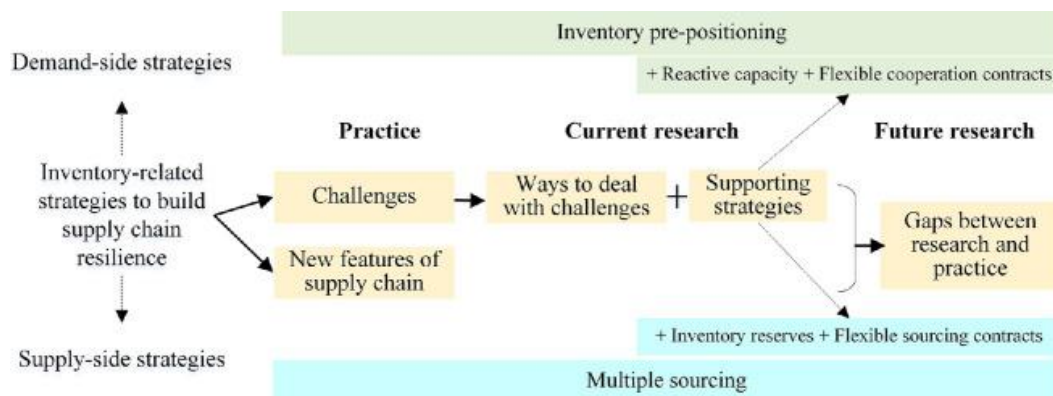 Inventory pre-positioning
Demand-side strategies
+ Reactive capacity + Flexible cooperation contracts
Practice
Current research
Future research
Inventory-related
strategies to build
supply chain
resilience
Challenges
Ways to deal
with challenges
+
Supporting
strategies
New features of
supply chain
Gaps between
research and
practice
+ Inventory reserves + Flexible sourcing contracts
Supply-side strategies
Multiple sourcing